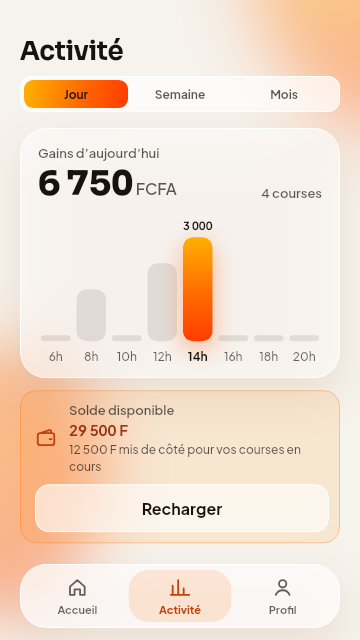 Activité
Jour Semaine Mois
Gains d’aujourd’hui
6 750 FCFA
4 courses
3 000
6h 8h 10h 12h 14h 16h 18h 20h
Solde disponible
29 500 F
12 500 F mis de côté pour vos courses en
cours
Recharger
Accueil Activité Profil